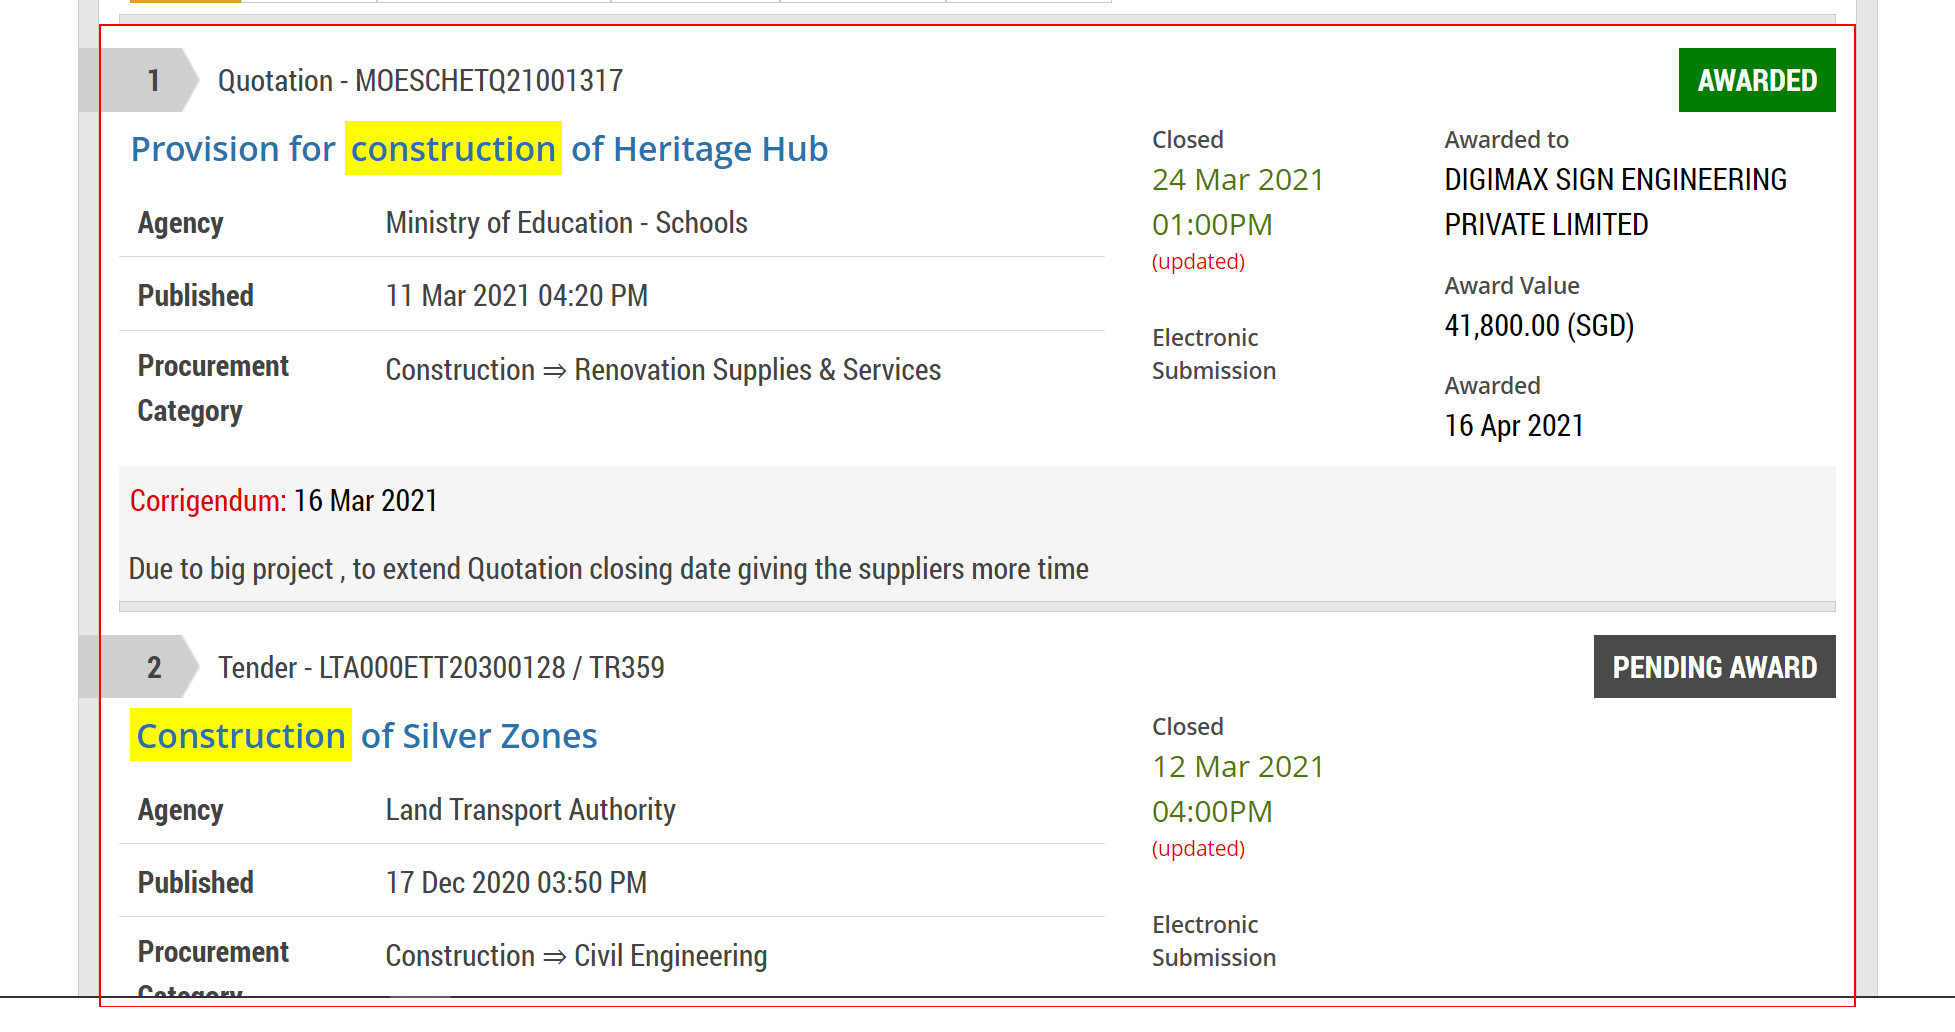 1 Quotation - MOESCHETQ21001317 AWARDED
Provision for construction of Heritage Hub
Agency Ministry of Education - Schools
Published 11 Mar 2021 04:20 PM
Procurement Category Construction ⇒ Renovation Supplies & Services
Closed
24 Mar 2021
01:00PM
(updated)
Electronic
Submission
Awarded to
DIGIMAX SIGN ENGINEERING
PRIVATE LIMITED
Award Value
41,800.00 (SGD)
Awarded
16 Apr 2021
Corrigendum: 16 Mar 2021
Due to big project , to extend Quotation closing date giving the suppliers more time
2 Tender - LTA000ETT20300128 / TR359 PENDING AWARD
Construction of Silver Zones
Agency Land Transport Authority
Published 17 Dec 2020 03:50 PM
Procurement Category Construction ⇒ Civil Engineering
Closed
12 Mar 2021
04:00PM
(updated)
Electronic
Submission